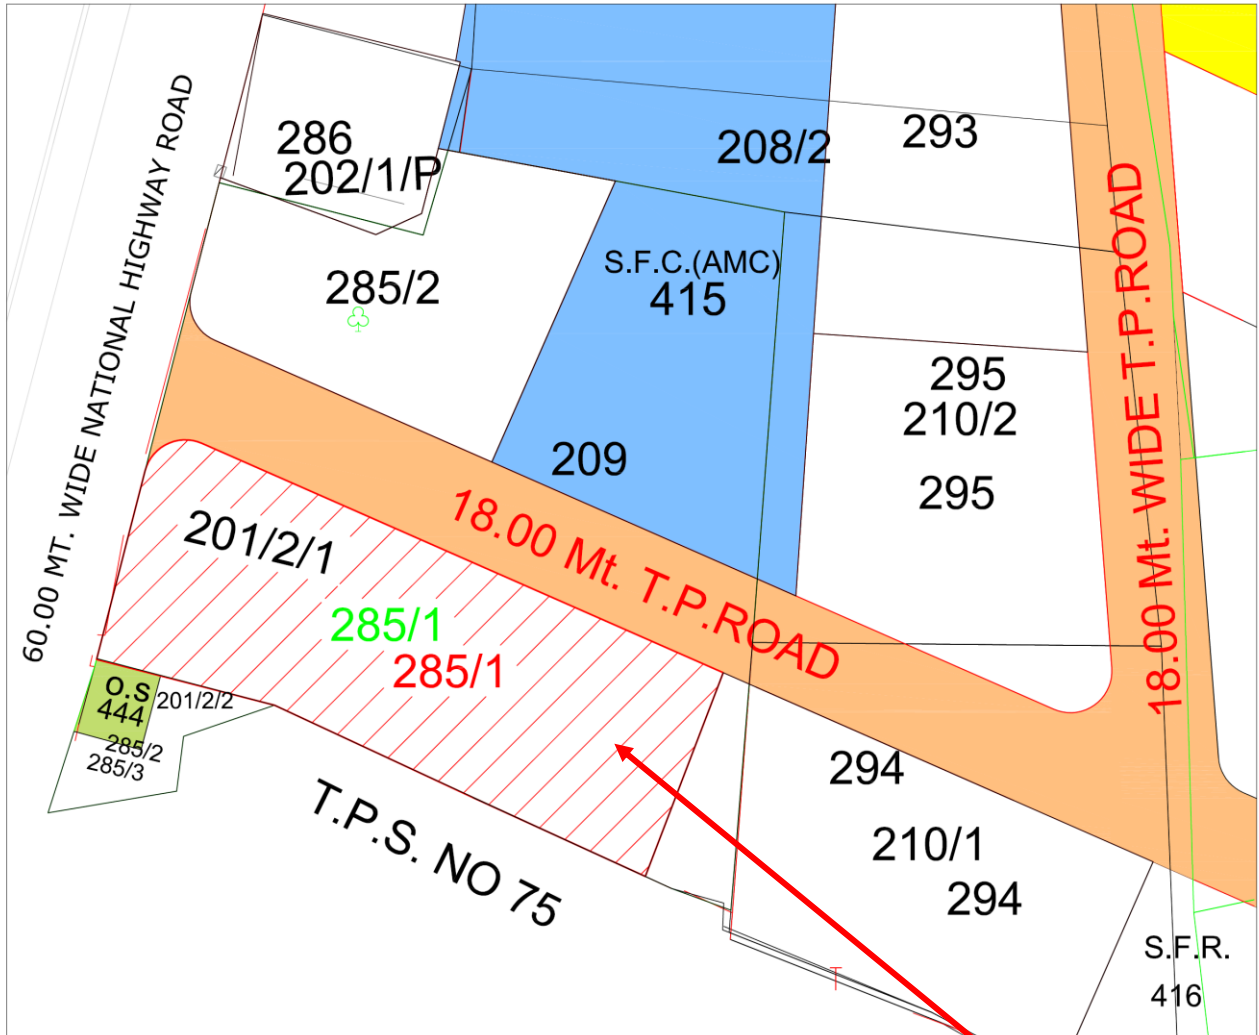 60.00 MT. WIDE NATIONAL HIGHWAY ROAD
286
202/1/P
208/2
293
285/2
S.F.C.(AMC)
415
295
210/2
295
209
18.00 Mt. WIDE T.P.ROAD
18.00 Mt. T.P.ROAD
201/2/1
285/1
285/1
O.S
444
201/2/2
285/2
285/3
T.P.S. NO 75
294
210/1
294
S.F.R.
416